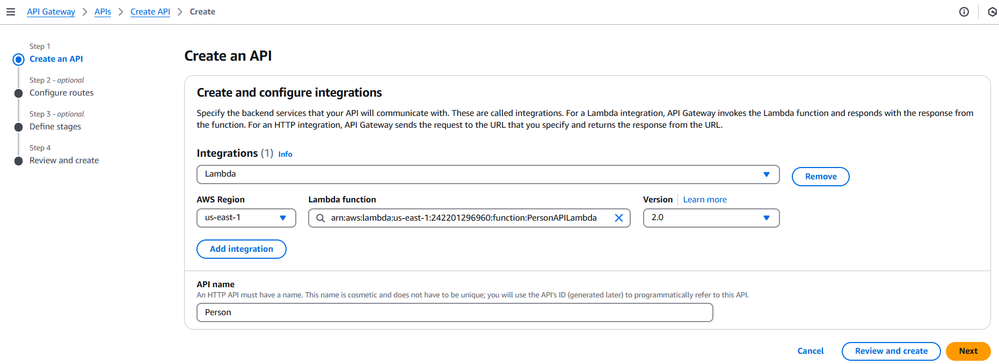 API Gateway > APIs > Create API > Create
Step 1
Create an API
Step 2 - optional
Configure routes
Step 3 - optional
Define stages
Step 4
Review and create
Create an API
Create and configure integrations
Specify the backend services that your API will communicate with. These are called integrations. For a Lambda integration, API Gateway invokes the Lambda function and responds with the response from
the function. For an HTTP integration, API Gateway sends the request to the URL that you specify and returns the response from the URL.
Integrations (1) Info
Lambda
Remove
AWS Region
Lambda function
Version
Learn more
us-east-1
arn:aws:lambda:us-east-1:242201296960:function:PersonAPILambda
2.0
Add integration
API name
An HTTP API must have a name. This name is cosmetic and does not have to be unique; you will use the API's ID (generated later) to programmatically refer to this API.
Person
Cancel
Review and create
Next